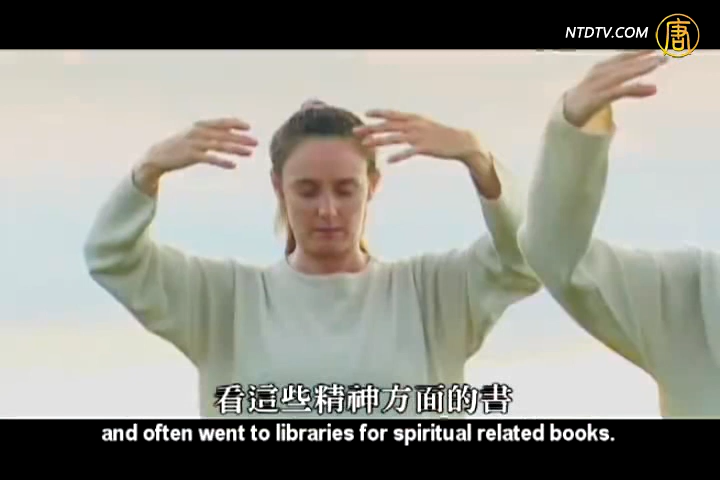 NTDTV.COM
唐
看這些精神方面的書
and often went to libraries for spiritual related books.